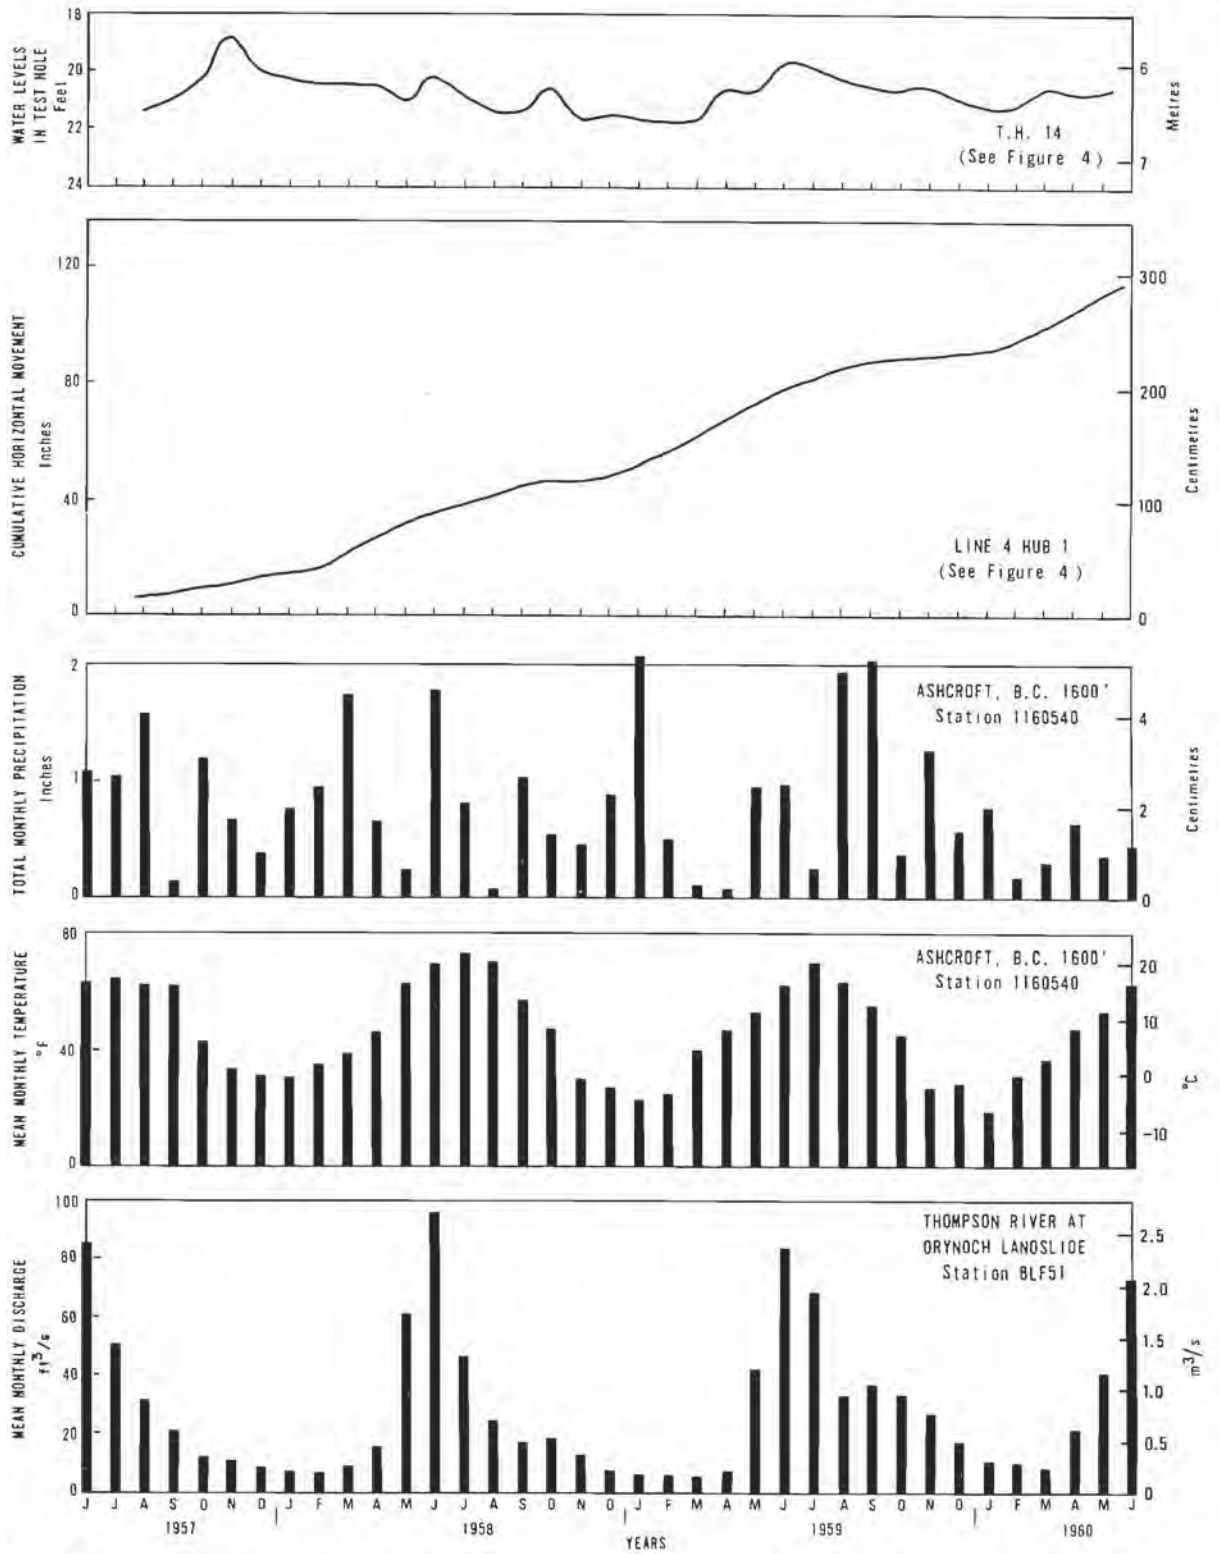 WATER LEVELS
IN TEST HOLE
Feet
18
20
22
24
6
7
Metres
T.H. 14
(See Figure 4)
CUMULATIVE HORIZONTAL MOVEMENT
Inches
120
80
40
0
300
200
100
0
Centimetres
LINE 4 HUB 1
(See Figure 4)
TOTAL MONTHLY PRECIPITATION
Inches
2
1
0
4
2
0
Centimetres
ASHCROFT, B.C. 1600'
Station 1160540
MEAN MONTHLY TEMPERATURE
°F
80
40
0
20
10
0
-10
°C
ASHCROFT, B.C. 1600'
Station 1160540
MEAN MONTHLY DISCHARGE
ft³/s
100
80
60
40
20
0
2.5
2.0
1.5
1.0
0.5
0
m³/s
THOMPSON RIVER AT
DRYNOCH LANDSLIDE
Station BLF51
J J A S O N D J F M A M J J A S O N D J F M A M J J A S O N D J F M A M J
1957 1958 1959 1960
YEARS